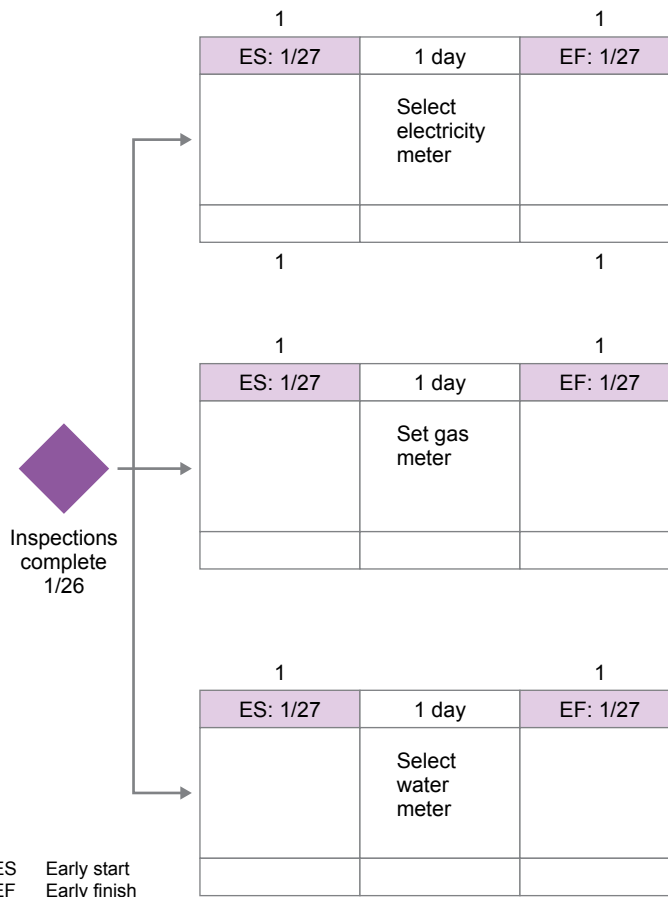 1 1
ES: 1/27 1 day EF: 1/27
Select
electricity
meter
1 1
1 1
ES: 1/27 1 day EF: 1/27
Set gas
meter
Inspections
complete
1/26
1 1
ES: 1/27 1 day EF: 1/27
Select
water
meter
ES Early start
EF Early finish